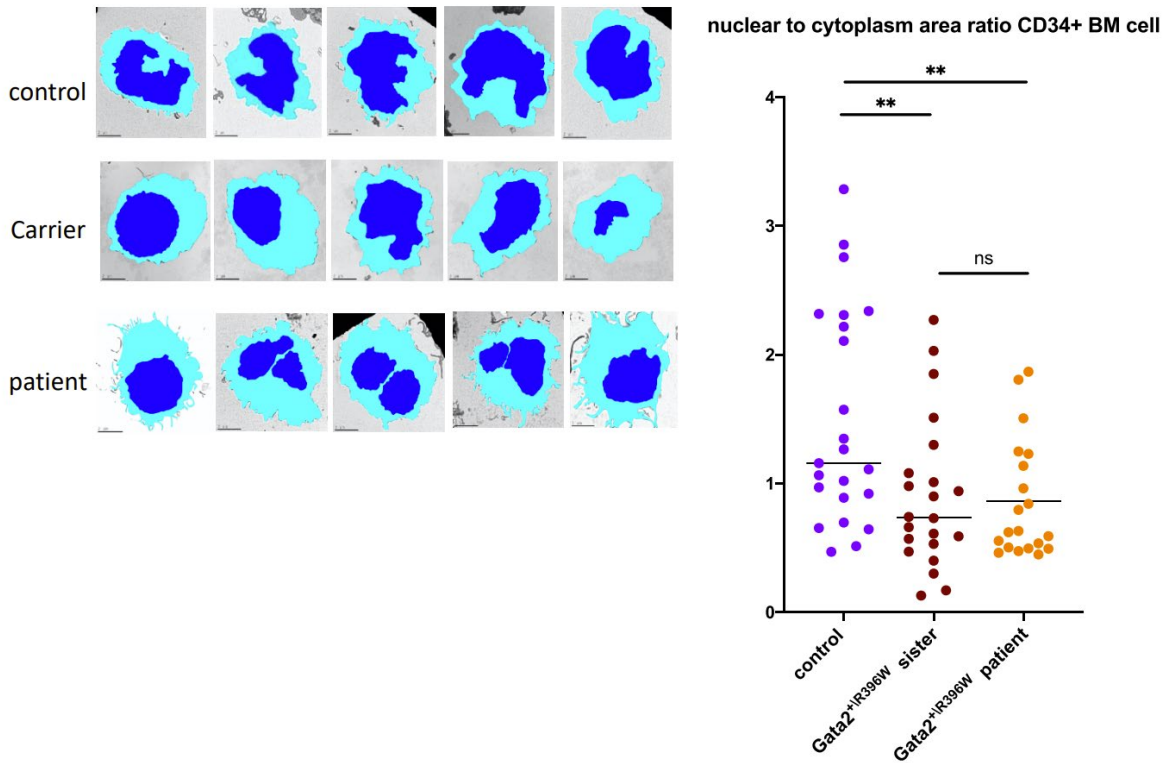 control
Carrier
patient
nuclear to cytoplasm area ratio CD34+ BM cell
**
**
ns
4
3
2
1
0
control
Gata2+\R396W sister
Gata2+\R396W patient